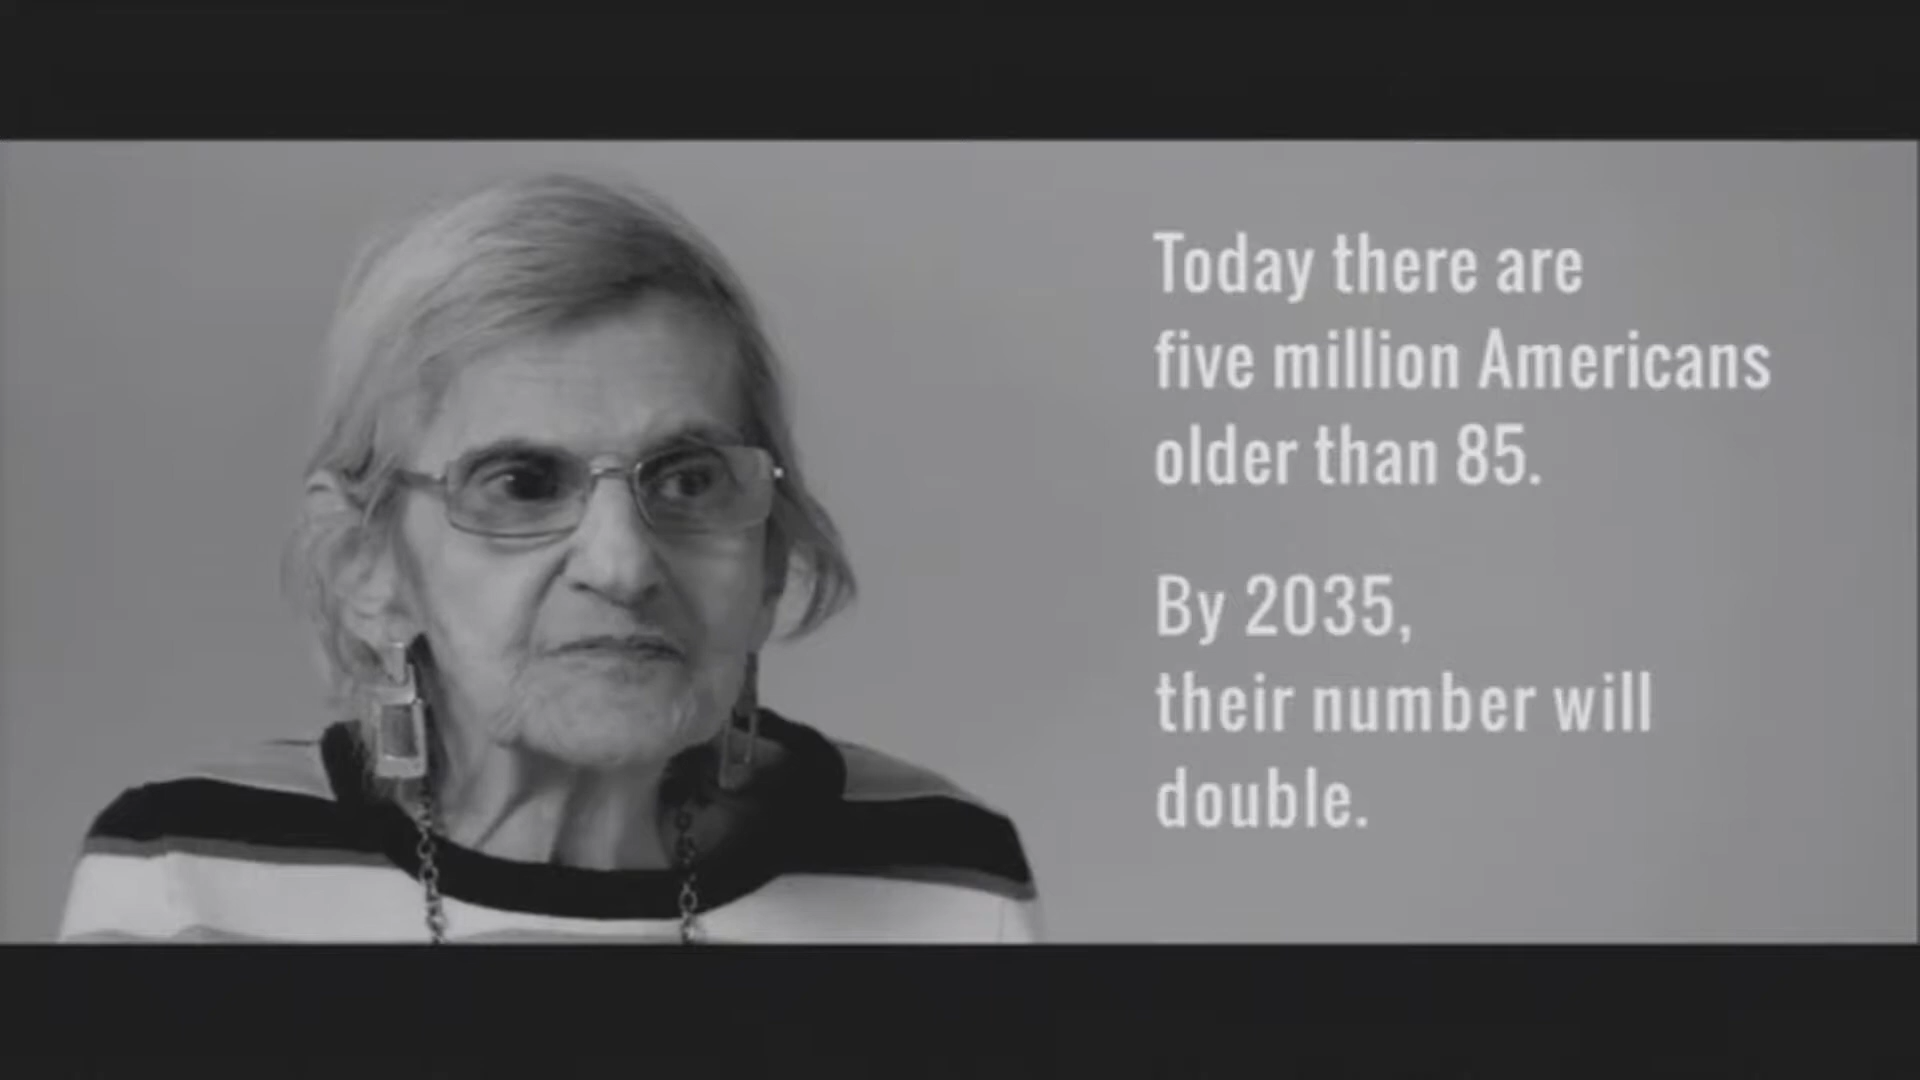 Today there are
five million Americans
older than 85.
By 2035,
their number will
double.